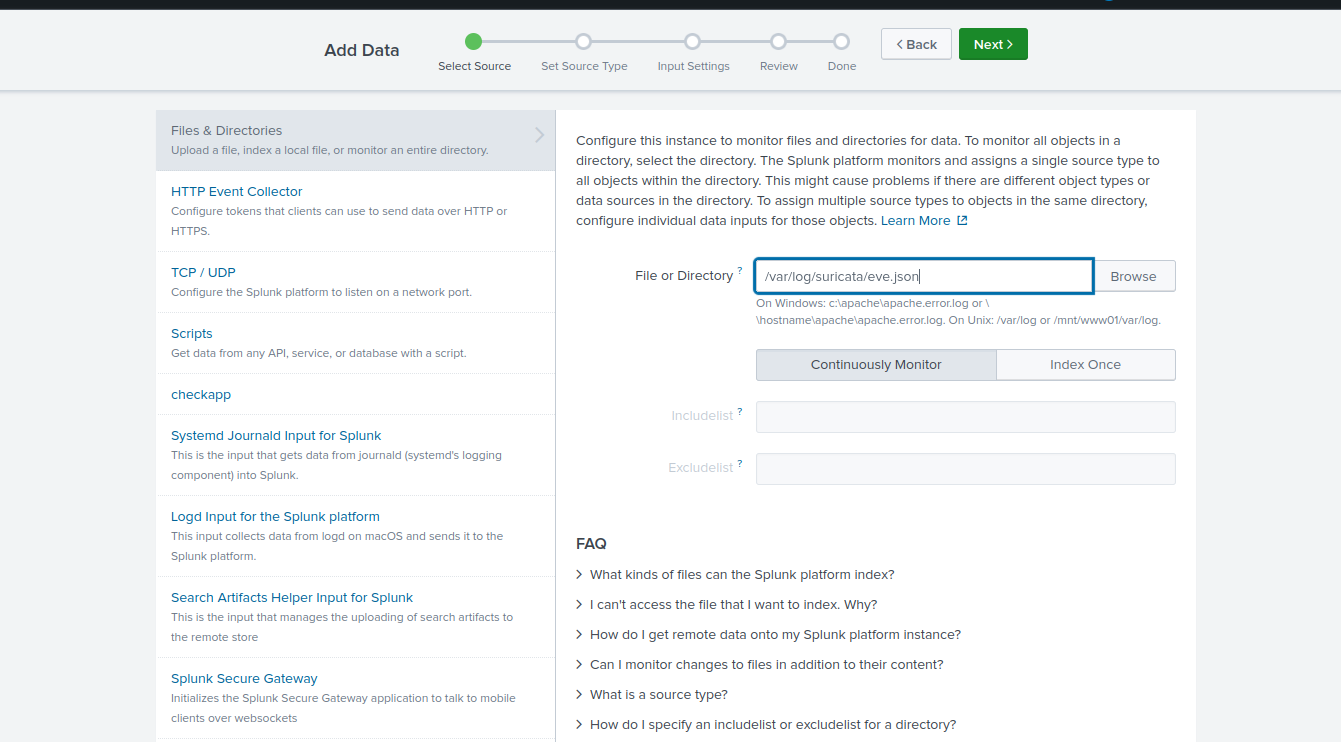 Add Data
Select Source
Set Source Type
Input Settings
Review
Done
Back
Next
Files & Directories
Upload a file, index a local file, or monitor an entire directory.
HTTP Event Collector
Configure tokens that clients can use to send data over HTTP or
HTTPS.
TCP / UDP
Configure the Splunk platform to listen on a network port.
Scripts
Get data from any API, service, or database with a script.
checkapp
Systemd Journald Input for Splunk
This is the input that gets data from journald (systemd's logging
component) into Splunk.
Logd Input for the Splunk platform
This input collects data from logd on macOS and sends it to the
Splunk platform.
Search Artifacts Helper Input for Splunk
This is the input that manages the uploading of search artifacts to
the remote store
Splunk Secure Gateway
Initializes the Splunk Secure Gateway application to talk to mobile
clients over websockets
Configure this instance to monitor files and directories for data. To monitor all objects in a
directory, select the directory. The Splunk platform monitors and assigns a single source type to
all objects within the directory. This might cause problems if there are different object types or
data sources in the directory. To assign multiple source types to objects in the same directory,
configure individual data inputs for those objects. Learn More
File or Directory ?
/var/log/suricata/eve.json
Browse
On Windows: c:\apache\apache.error.log or \
\hostname\apache\apache.error.log. On Unix: /var/log or /mnt/www01/var/log.
Continuously Monitor
Index Once
Includelist ?
Excludelist ?
FAQ
What kinds of files can the Splunk platform index?
I can't access the file that I want to index. Why?
How do I get remote data onto my Splunk platform instance?
Can I monitor changes to files in addition to their content?
What is a source type?
How do I specify an includelist or excludelist for a directory?